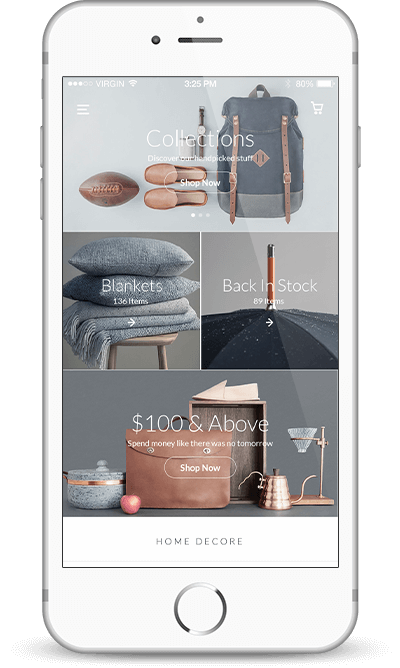 VIRGIN
3:25 PM
80%
Collections
Discover our handpicked stuff
Shop Now
Blankets
136 Items
Back In Stock
89 Items
$100 & Above
Spend money like there was no tomorrow
Shop Now
HOME DECORE